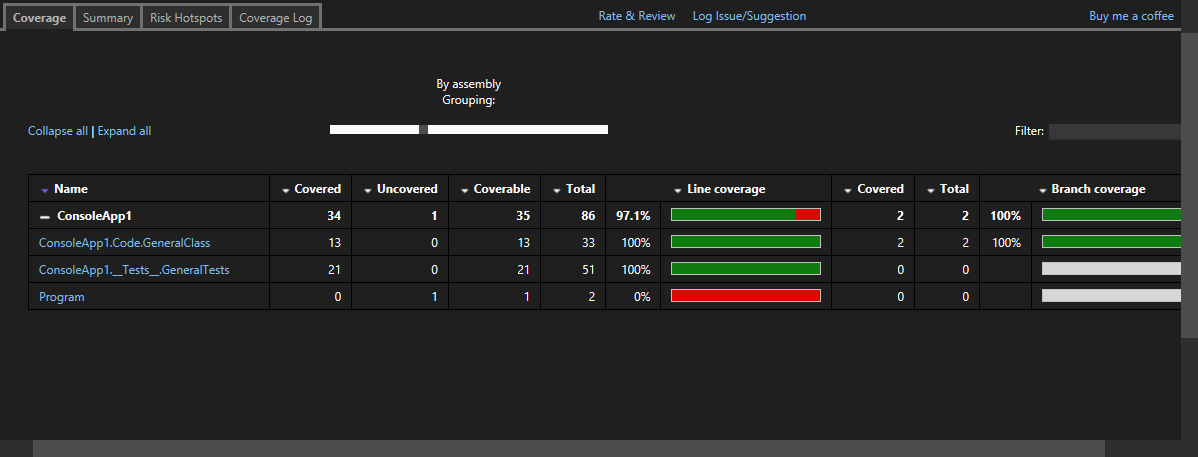 Coverage Summary Risk Hotspots Coverage Log Rate & Review Log Issue/Suggestion Buy me a coffee
By assembly
Grouping:
Collapse all | Expand all Filter:
Name Covered Uncovered Coverable Total Line coverage Covered Total Branch coverage
ConsoleApp1 34 1 35 86 97.1% 2 2 100%
ConsoleApp1.Code.GeneralClass 13 0 13 33 100% 2 2 100%
ConsoleApp1.__Tests__.GeneralTests 21 0 21 51 100% 0 0
Program 0 1 1 2 0% 0 0